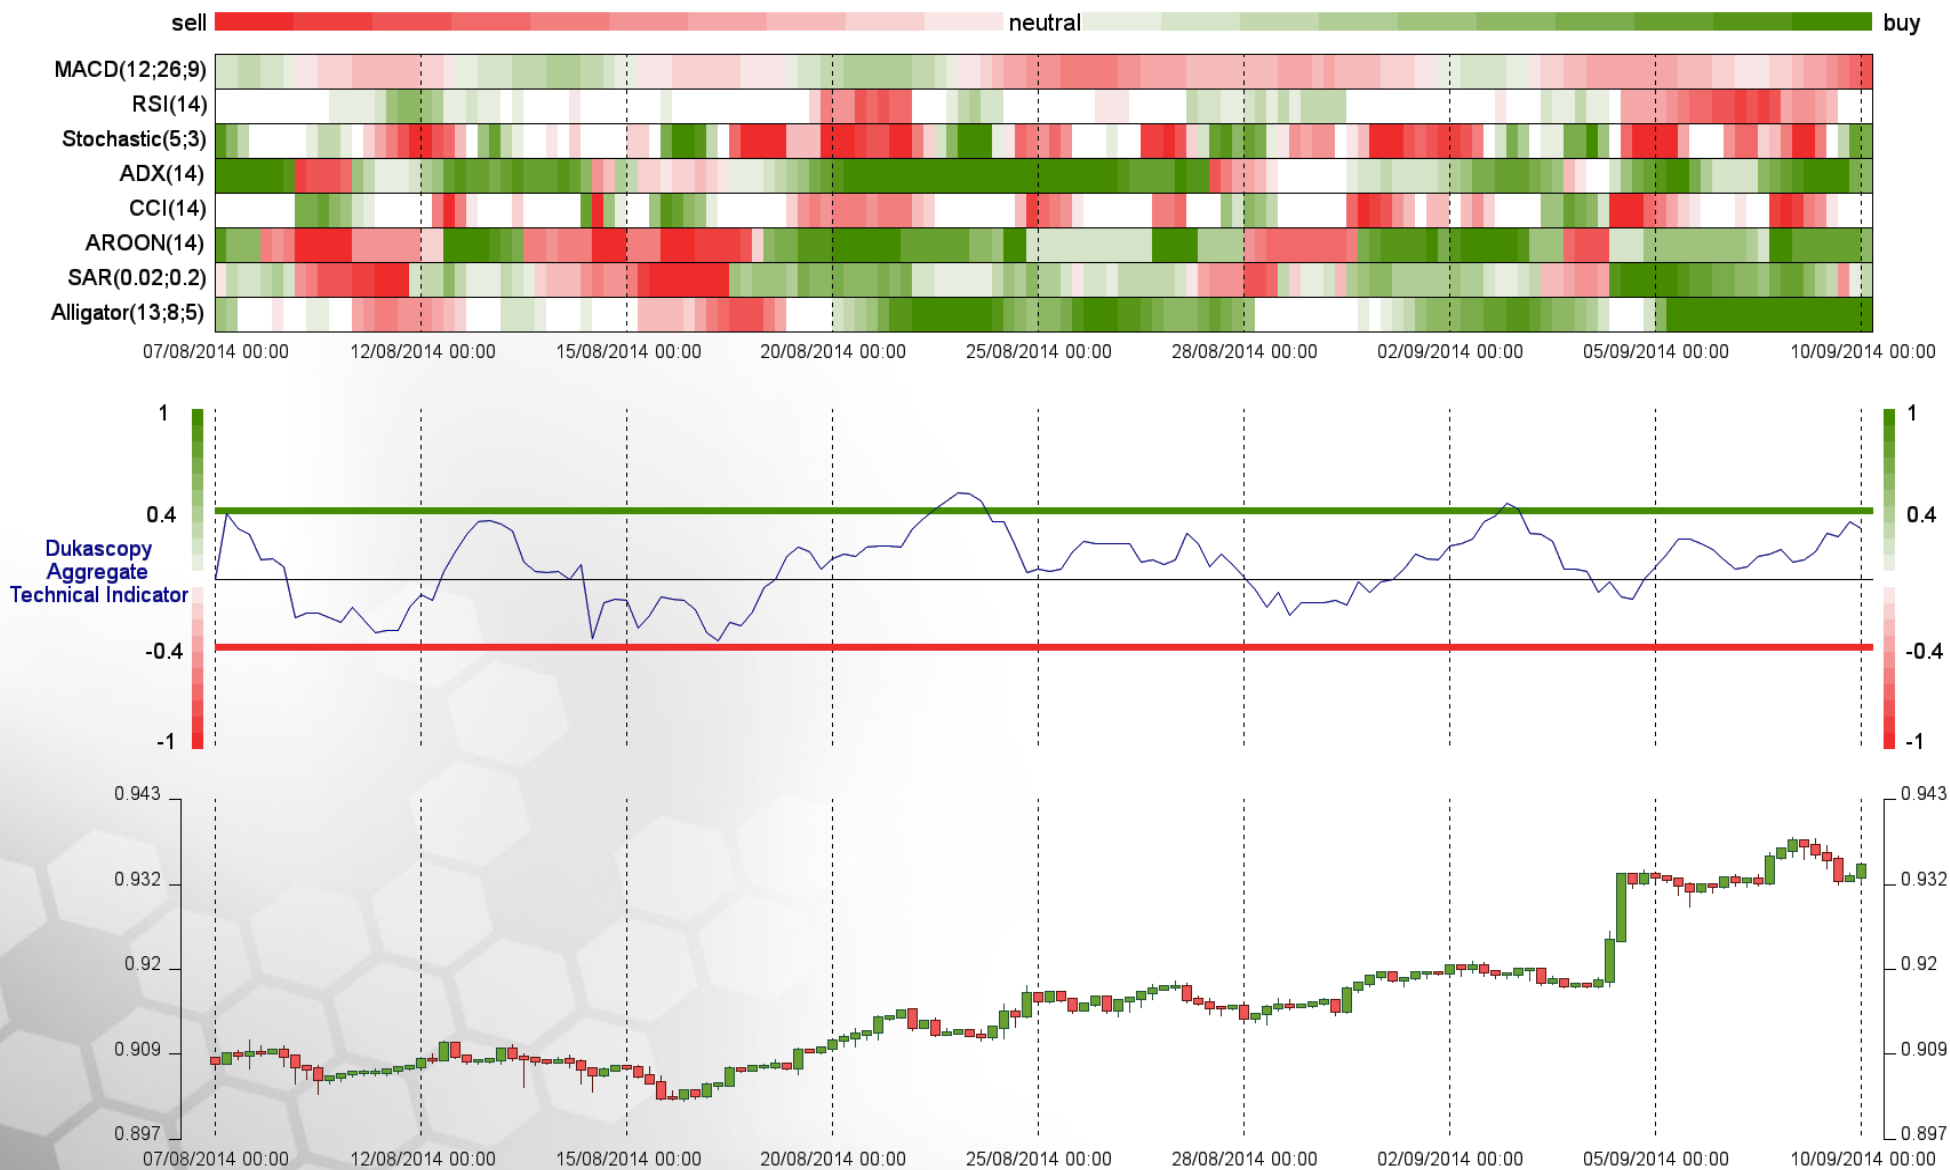 sell neutral buy
MACD(12;26;9)
RSI(14)
Stochastic(5;3)
ADX(14)
CCI(14)
AROON(14)
SAR(0.02;0.2)
Alligator(13;8;5)
07/08/2014 00:00 12/08/2014 00:00 15/08/2014 00:00 20/08/2014 00:00 25/08/2014 00:00 28/08/2014 00:00 02/09/2014 00:00 05/09/2014 00:00 10/09/2014 00:00
1 1
0.4 0.4
Dukascopy
Aggregate
Technical Indicator
-0.4 -0.4
-1 -1
0.943 0.943
0.932 0.932
0.92 0.92
0.909 0.909
0.897 0.897
07/08/2014 00:00 12/08/2014 00:00 15/08/2014 00:00 20/08/2014 00:00 25/08/2014 00:00 28/08/2014 00:00 02/09/2014 00:00 05/09/2014 00:00 10/09/2014 00:00